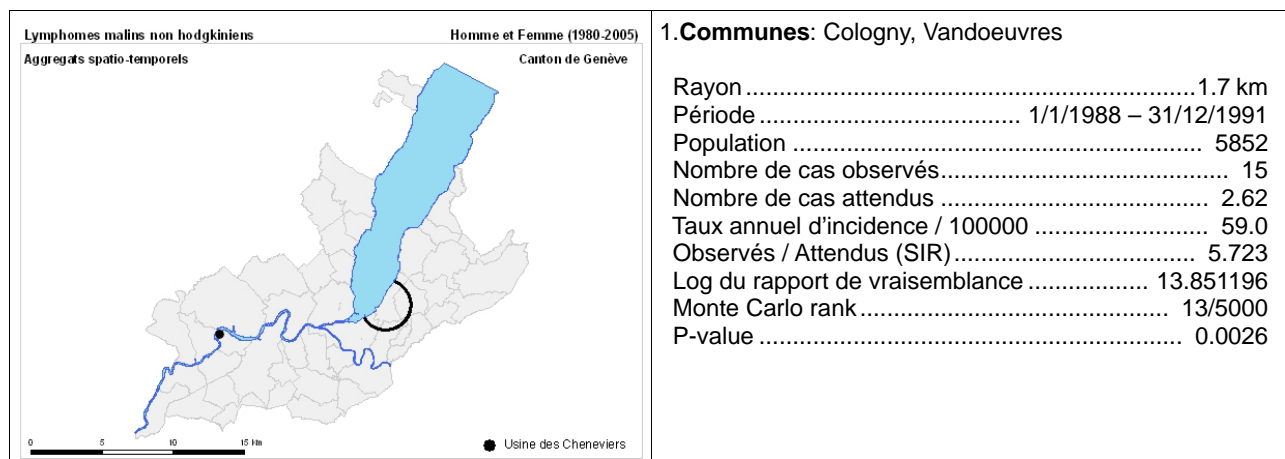 Lymphomes malins non hodgkiniens
Homme et Femme (1980-2005)
Aggregats spatio-temporels
Canton de Genève
0 5 10 15 Km
Usine des Cheneviers
1.Communes: Cologny, Vandoeuvres
Rayon..............................................................1.7 km
Période ................................... 1/1/1988 – 31/12/1991
Population ......................................................... 5852
Nombre de cas observés........................................ 15
Nombre de cas attendus ..................................... 2.62
Taux annuel d'incidence / 100000 ........................ 59.0
Observés / Attendus (SIR)................................... 5.723
Log du rapport de vraisemblance ................. 13.851196
Monte Carlo rank........................................... 13/5000
P-value ........................................................... 0.0026